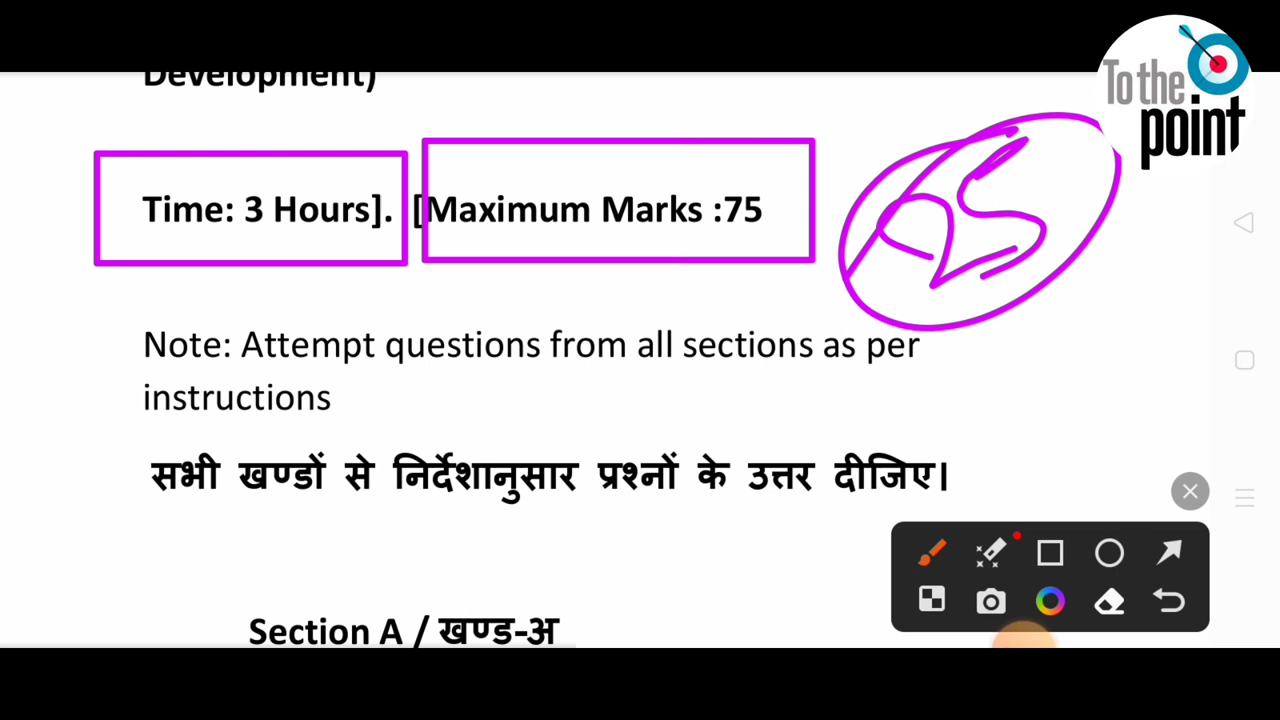 Development)
To the
point
Time: 3 Hours]. [Maximum Marks :75
Note: Attempt questions from all sections as per
instructions
सभी खण्डों से निर्देशानुसार प्रश्नों के उत्तर दीजिए।
Section A / खण्ड-अ